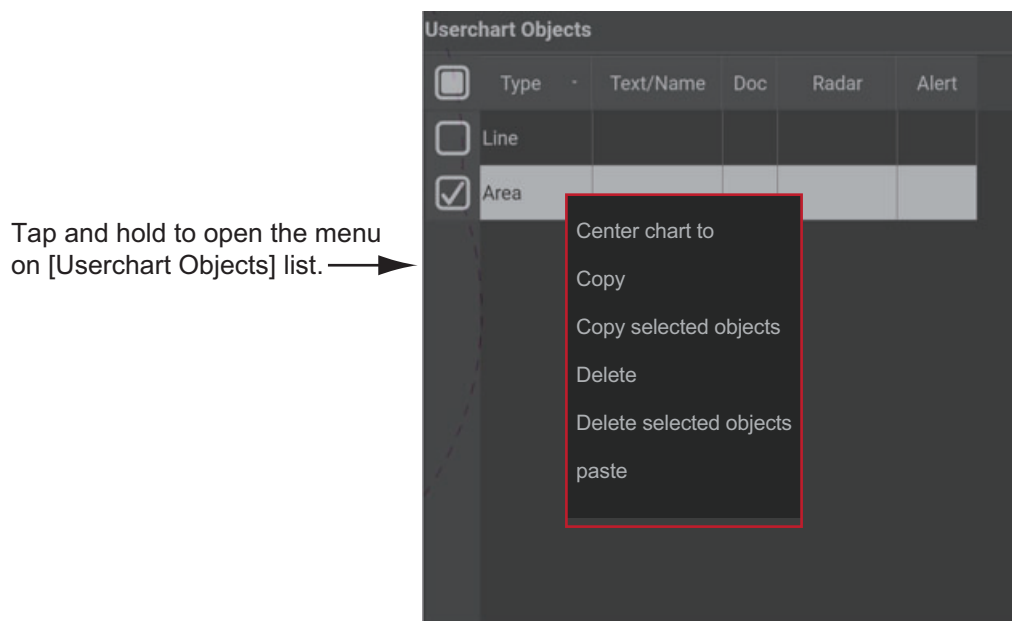 Userchart Objects
Type - Text/Name Doc Radar Alert
Line
Area
Tap and hold to open the menu
on [Userchart Objects] list.
Center chart to
Copy
Copy selected objects
Delete
Delete selected objects
paste